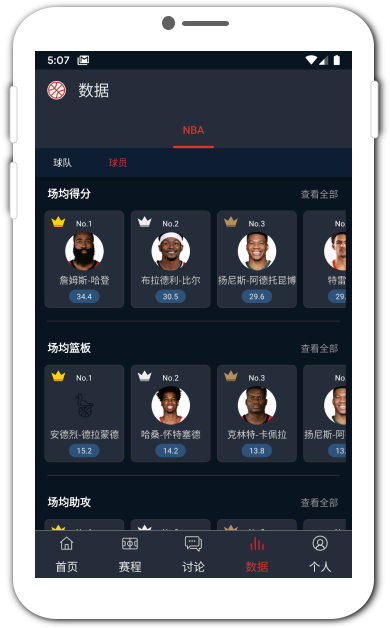 5:07
数据
NBA
球队 球员
场均得分 查看全部
No.1 No.2 No.3 No
詹姆斯-哈登 布拉德利-比尔 扬尼斯-阿德托昆博 特雷
34.4 30.5 29.6 29.
场均篮板 查看全部
No.1 No.2 No.3 No
安德烈-德拉蒙德 哈桑-怀特塞德 克林特-卡佩拉 扬尼斯-阿
15.2 14.2 13.8 13.
场均助攻 查看全部
首页 赛程 讨论 数据 个人